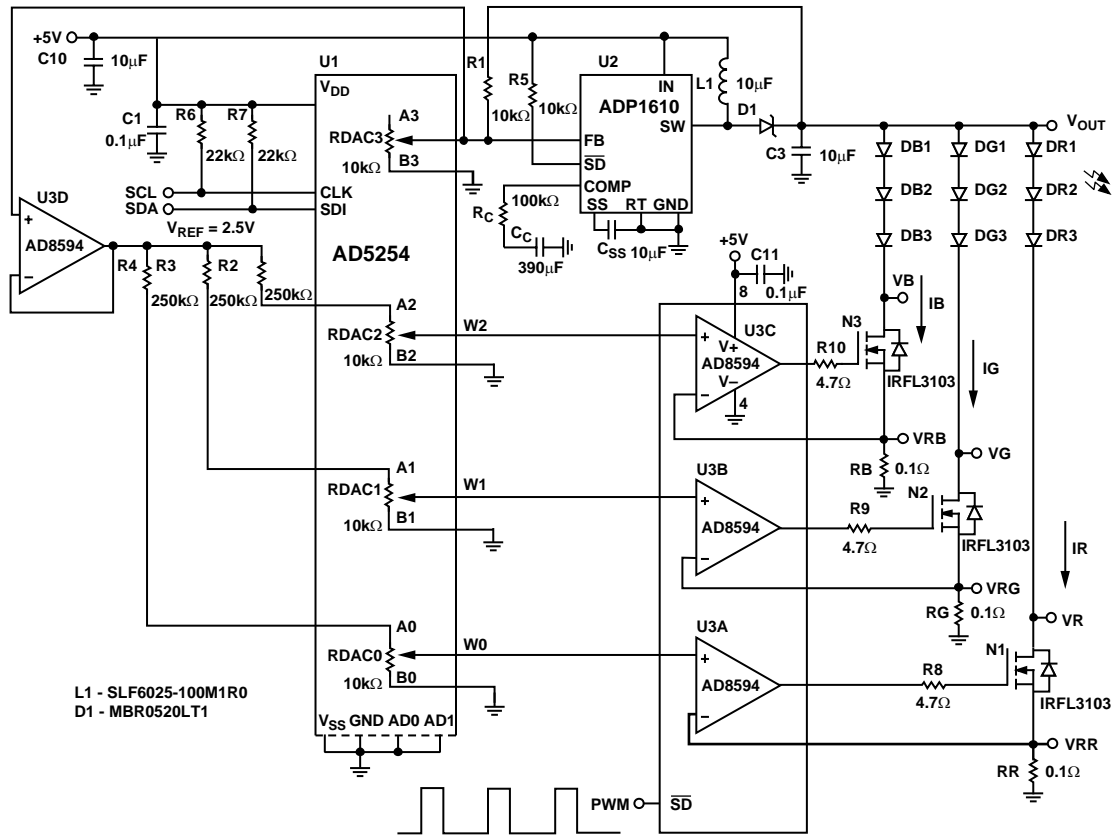 +5V
C10
10μF
U1
R1
10kΩ
R5
10kΩ
U2
IN
ADP1610
L1
10μF
D1
SW
FB
SD
COMP
SS
RT
GND
C1
0.1μF
R6
22kΩ
R7
22kΩ
VDD
A3
RDAC3
10kΩ
B3
C3
10μF
VOUT
DB1
DG1
DR1
DB2
DG2
DR2
DB3
DG3
DR3
SCL
SDA
CLK
SDI
100kΩ
RC
CC
390μF
CSS 10μF
U3D
+
AD8594
–
VREF = 2.5V
R4
R3
R2
250kΩ
250kΩ
250kΩ
AD5254
+5V
C11
0.1μF
8
A2
RDAC2
10kΩ
B2
W2
U3C
+
V+
AD8594
V–
–
4
R10
4.7Ω
N3
VB
IB
IRFL3103
IG
VRB
RB
0.1Ω
A1
RDAC1
10kΩ
B1
W1
U3B
+
AD8594
–
R9
4.7Ω
N2
VG
IRFL3103
IR
VRG
RG
0.1Ω
A0
RDAC0
10kΩ
B0
W0
U3A
+
AD8594
–
R8
4.7Ω
N1
VR
IRFL3103
VRR
RR
0.1Ω
L1 - SLF6025-100M1R0
D1 - MBR0520LT1
VSS GND AD0 AD1
PWM
SD